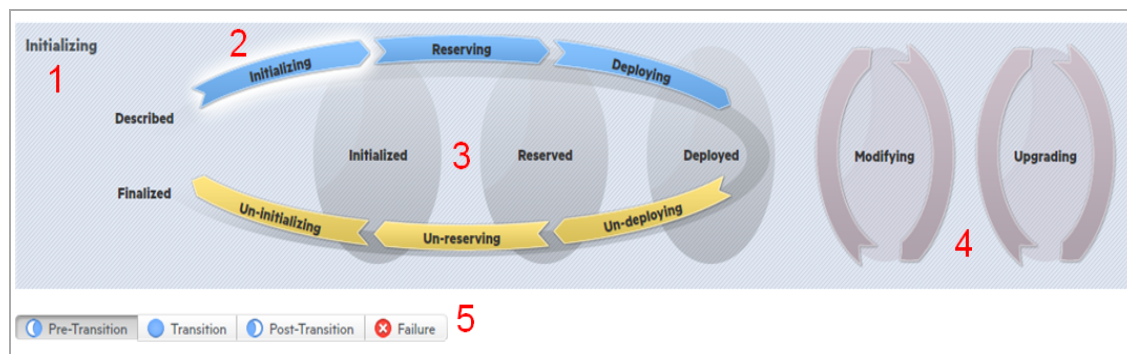 Initializing
1
2
Initializing
Reserving
Deploying
Described
Initialized
3
Reserved
Deployed
Modifying
Upgrading
Finalized
Un-initializing
Un-reserving
Un-deploying
4
Pre-Transition
Transition
Post-Transition
Failure
5